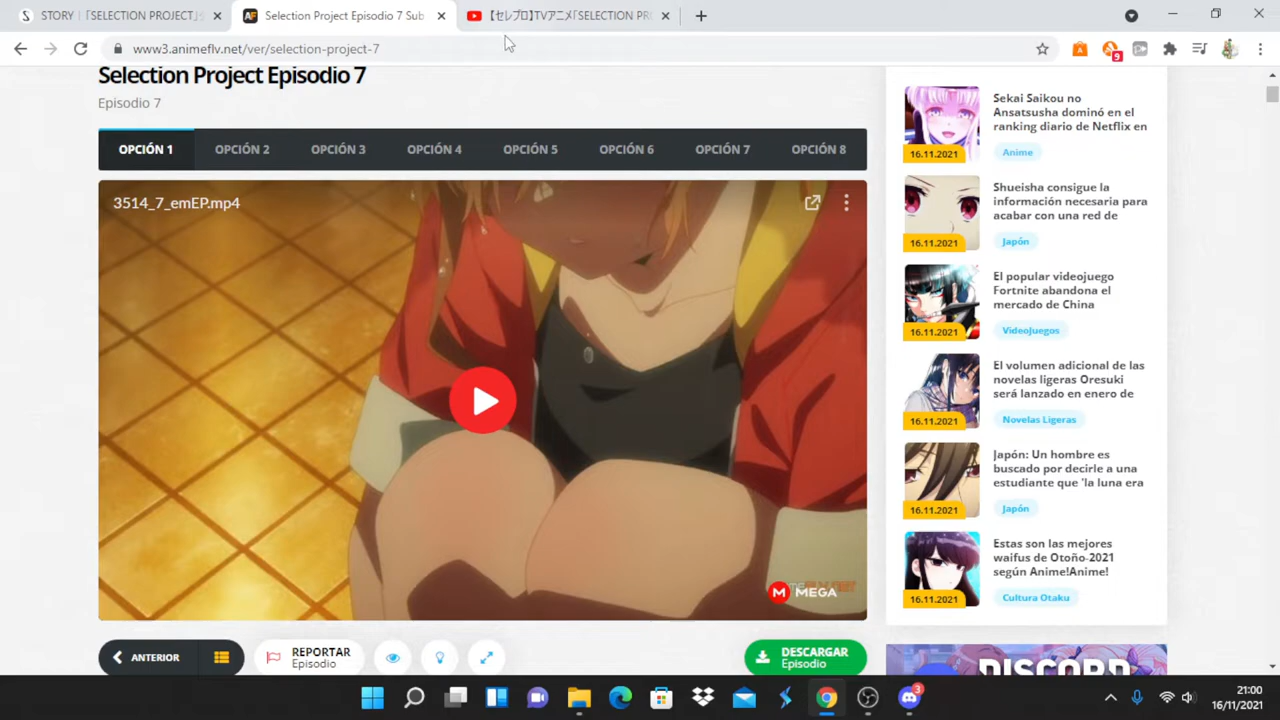 STORY｜「SELECTION PROJECT」
Selection Project Episodio 7 Sub
【セレプロ】TVアニメ「SELECTION PRO
www3.animeflv.net/ver/selection-project-7
9
Selection Project Episodio 7
Episodio 7
OPCIÓN 1
OPCIÓN 2
OPCIÓN 3
OPCIÓN 4
OPCIÓN 5
OPCIÓN 6
OPCIÓN 7
OPCIÓN 8
3514_7_emEP.mp4
M MEGA
ANTERIOR
REPORTAR
Episodio
DESCARGAR
Episodio
Sekai Saikou no
Ansatsusha dominó en el
ranking diario de Netflix en
16.11.2021
Anime
Shueisha consigue la
información necesaria para
acabar con una red de
16.11.2021
Japón
El popular videojuego
Fortnite abandona el
mercado de China
16.11.2021
VideoJuegos
El volumen adicional de las
novelas ligeras Oresuki
será lanzado en enero de
16.11.2021
Novelas Ligeras
Japón: Un hombre es
buscado por decirle a una
estudiante que 'la luna era
16.11.2021
Japón
Estas son las mejores
waifus de Otoño-2021
según Anime!Anime!
16.11.2021
Cultura Otaku
DISCORD
3
21:00
16/11/2021